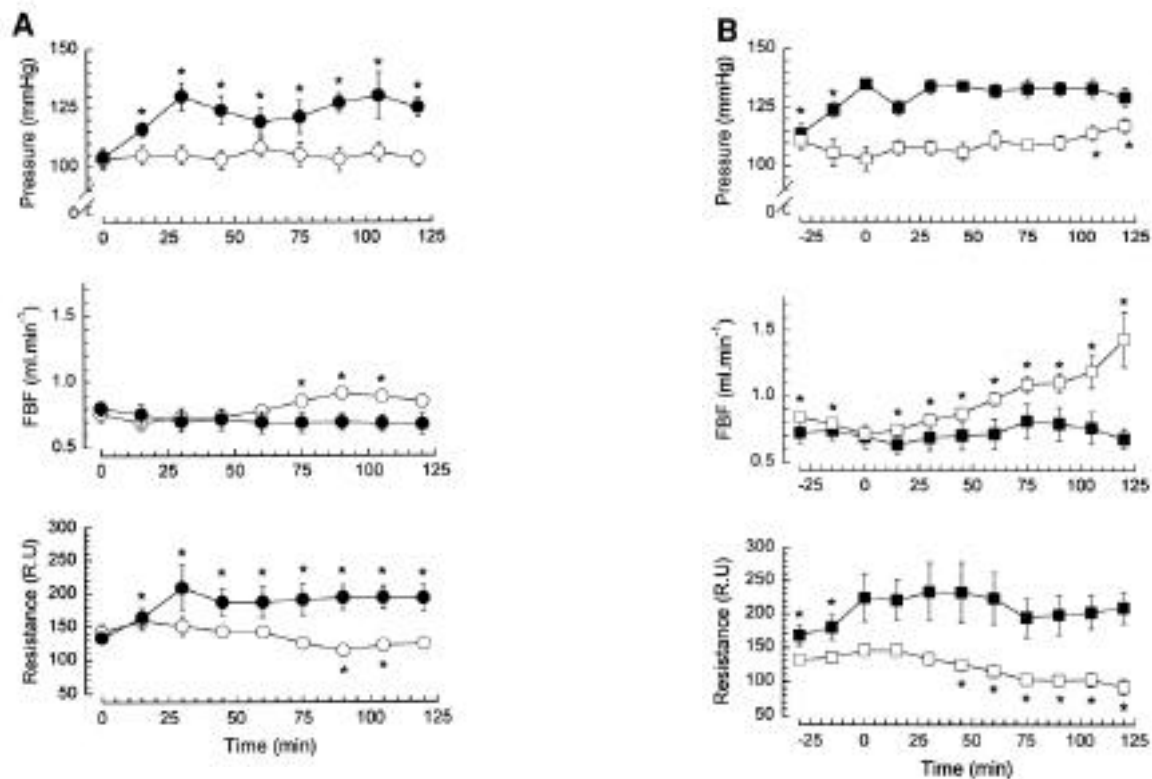 A
Pressure (mmHg)
150
125
100
0
0 25 50 75 100 125
FBF (ml.min⁻¹)
1.5
1.0
0.5
0 25 50 75 100 125
Resistance (R.U)
300
250
200
150
100
50
0 25 50 75 100 125
Time (min)
B
Pressure (mmHg)
150
125
100
0
-25 0 25 50 75 100 125
FBF (ml.min⁻¹)
1.5
1.0
0.5
-25 0 25 50 75 100 125
Resistance (R.U)
300
250
200
150
100
50
-25 0 25 50 75 100 125
Time (min)